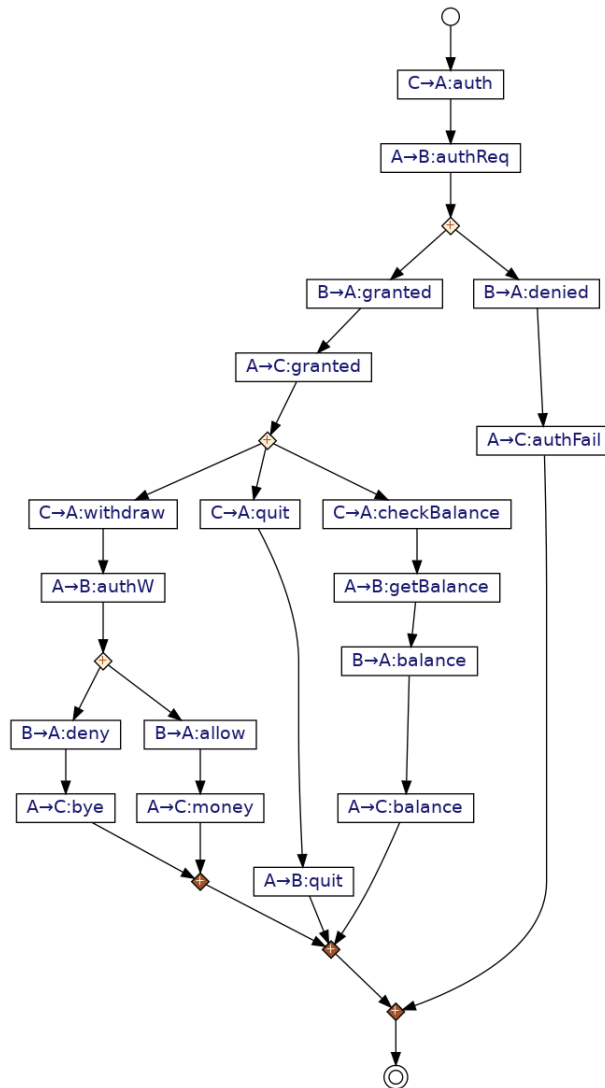 C→A:auth
A→B:authReq
+
B→A:granted
B→A:denied
A→C:granted
A→C:authFail
+
C→A:withdraw
C→A:quit
C→A:checkBalance
A→B:authW
A→B:getBalance
+
B→A:balance
B→A:deny
B→A:allow
A→C:bye
A→C:money
A→C:balance
+
A→B:quit
+
+